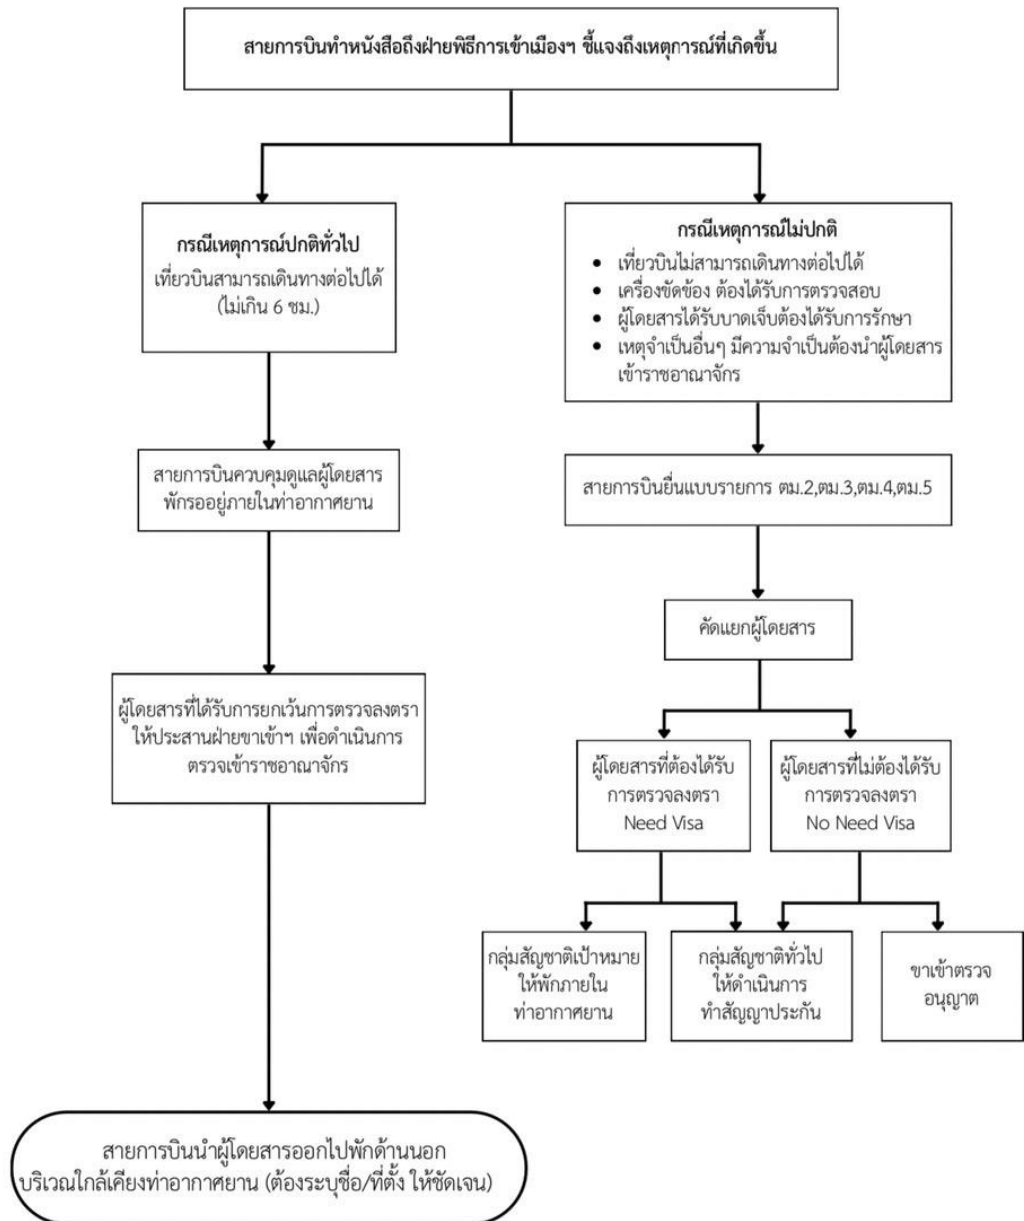 สายการบินทำหนังสือถึงฝ่ายพิธีการเข้าเมืองฯ ชี้แจงถึงเหตุการณ์ที่เกิดขึ้น
กรณีเหตุการณ์ปกติทั่วไป
เที่ยวบินสามารถเดินทางต่อไปได้
(ไม่เกิน 6 ชม.)
กรณีเหตุการณ์ไม่ปกติ
• เที่ยวบินไม่สามารถเดินทางต่อไปได้
• เครื่องขัดข้อง ต้องได้รับการตรวจสอบ
• ผู้โดยสารได้รับบาดเจ็บต้องได้รับการรักษา
• เหตุจำเป็นอื่นๆ มีความจำเป็นต้องนำผู้โดยสาร
เข้าราชอาณาจักร
สายการบินควบคุมดูแลผู้โดยสาร
พักรออยู่ภายในท่าอากาศยาน
สายการบินยื่นแบบรายการ ตม.2,ตม.3,ตม.4,ตม.5
คัดแยกผู้โดยสาร
ผู้โดยสารที่ได้รับการยกเว้นการตรวจลงตรา
ให้ประสานฝ่ายขาเข้าฯ เพื่อดำเนินการ
ตรวจเข้าราชอาณาจักร
ผู้โดยสารที่ต้องได้รับ
การตรวจลงตรา
Need Visa
ผู้โดยสารที่ไม่ต้องได้รับ
การตรวจลงตรา
No Need Visa
กลุ่มสัญชาติเป้าหมาย
ให้พักภายใน
ท่าอากาศยาน
กลุ่มสัญชาติทั่วไป
ให้ดำเนินการ
ทำสัญญาประกัน
ขาเข้าตรวจ
อนุญาต
สายการบินนำผู้โดยสารออกไปพักด้านนอก
บริเวณใกล้เคียงท่าอากาศยาน (ต้องระบุชื่อ/ที่ตั้ง ให้ชัดเจน)